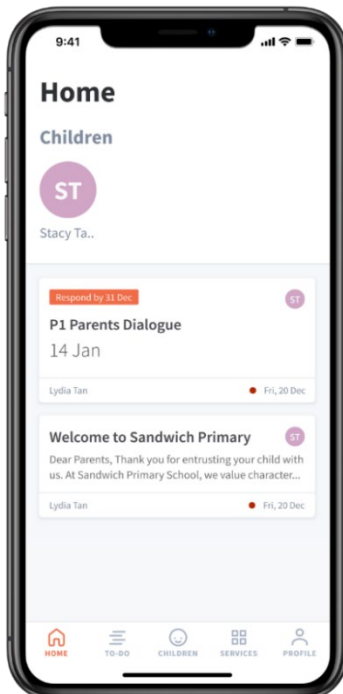 9:41
Home
Children
ST
Stacy Ta..
Respond by 31 Dec
ST
P1 Parents Dialogue
14 Jan
Lydia Tan
Fri, 20 Dec
Welcome to Sandwich Primary
ST
Dear Parents, Thank you for entrusting your child with
us. At Sandwich Primary School, we value character...
Lydia Tan
Fri, 20 Dec
HOME
TO-DO
CHILDREN
SERVICES
PROFILE